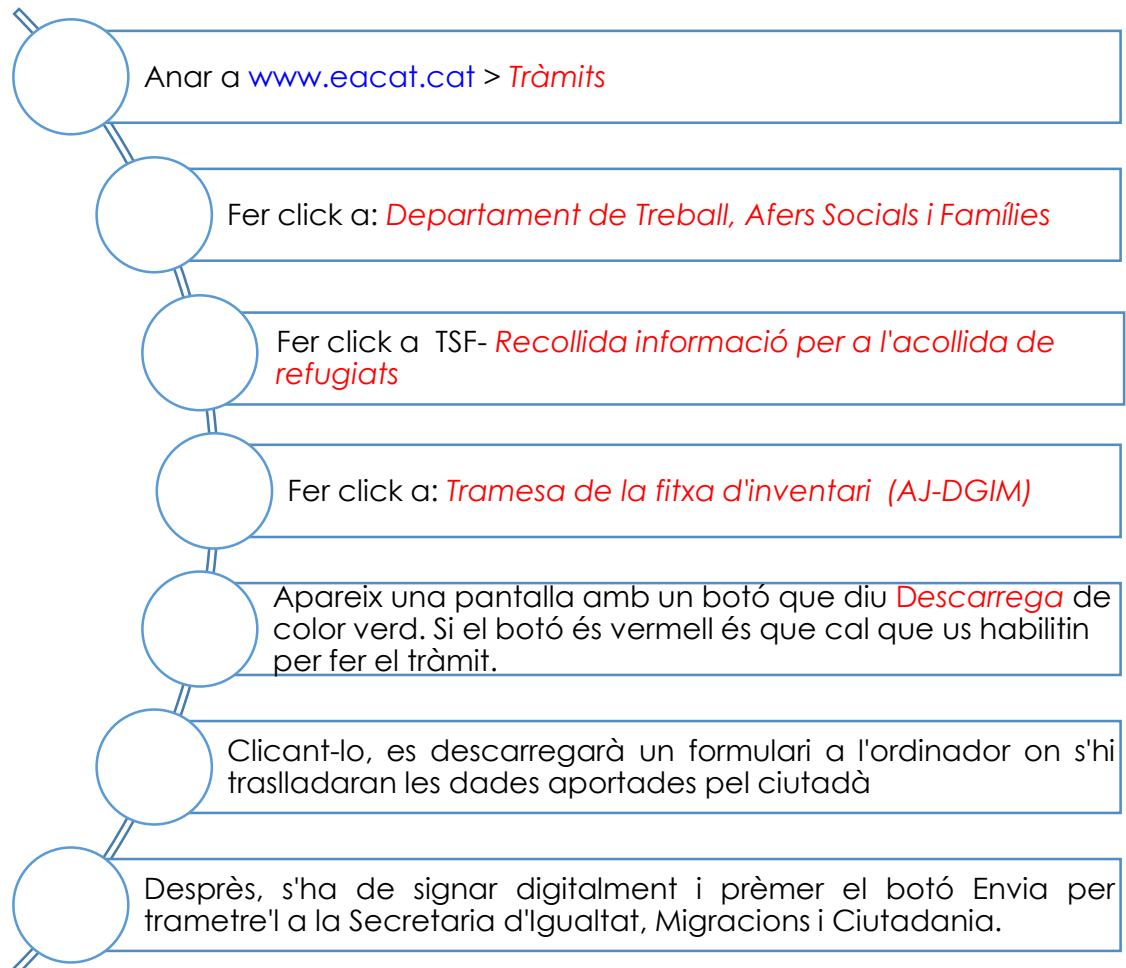 Anar a www.eacat.cat > Tràmits
Fer click a: Departament de Treball, Afers Socials i Famílies
Fer click a  TSF- Recollida informació per a l'acollida de
refugiats
Fer click a: Tramesa de la fitxa d'inventari  (AJ-DGIM)
Apareix una pantalla amb un botó que diu Descarrega de
color verd. Si el botó és vermell és que cal que us habilitin
per fer el tràmit.
Clicant-lo, es descarregarà un formulari a l'ordinador on s'hi
traslladaran les dades aportades pel ciutadà
Desprès, s'ha de signar digitalment i prèmer el botó Envia per
trametre'l a la Secretaria d'Igualtat, Migracions i Ciutadania.